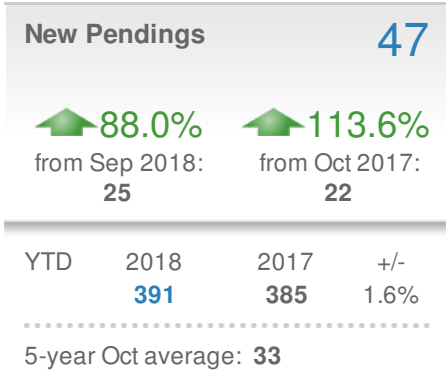 New Pendings 47
88.0% 113.6%
from Sep 2018: from Oct 2017:
25 22
YTD 2018 2017 +/-
391 385 1.6%
5-year Oct average: 33